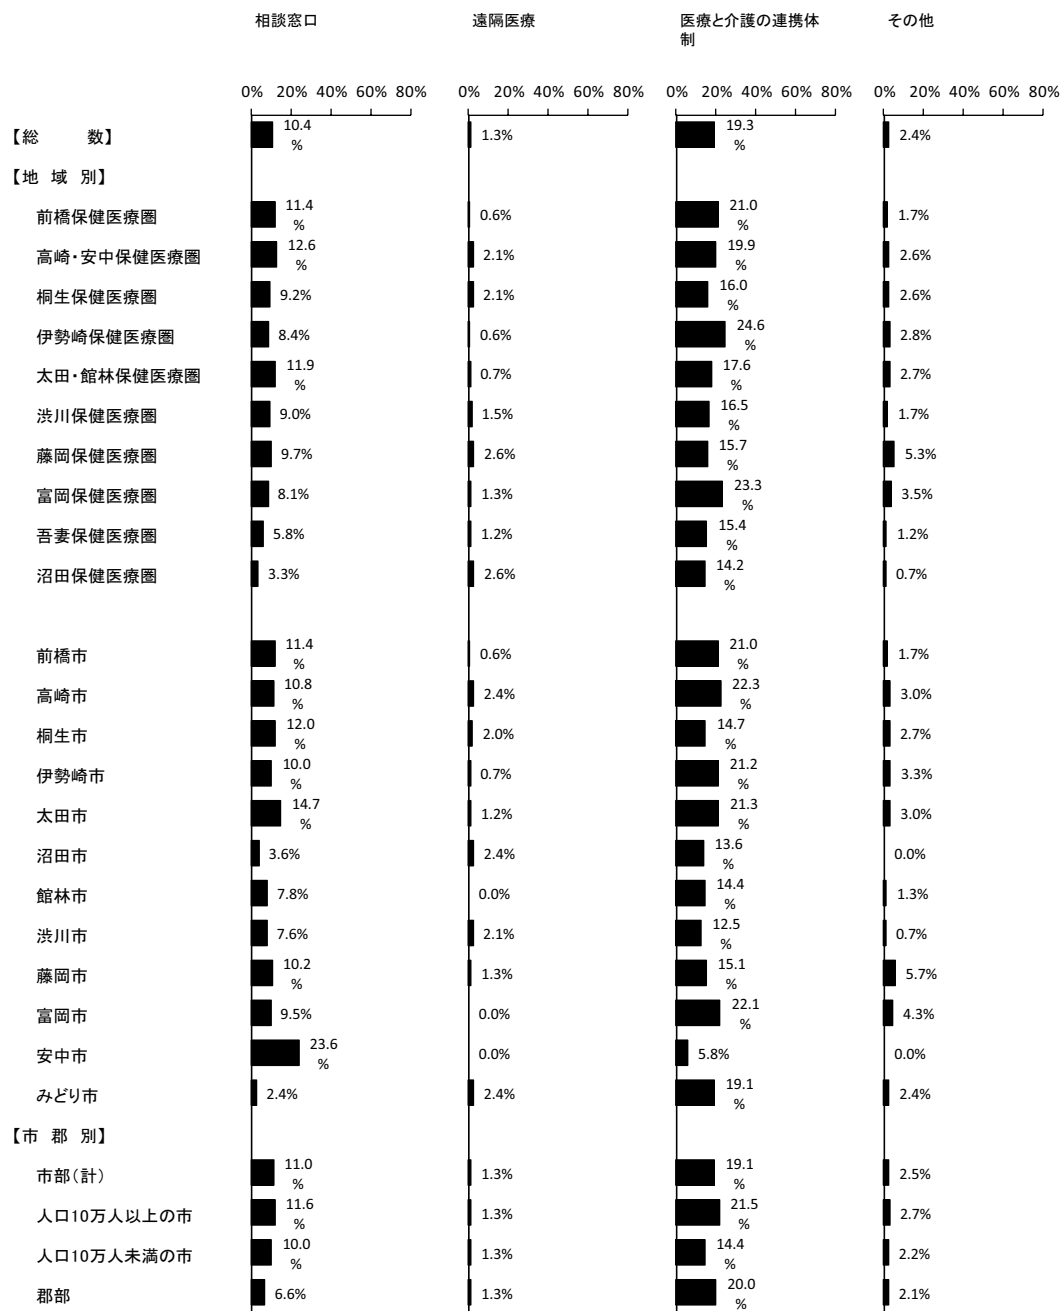 相談窓口 遠隔医療 医療と介護の連携体 その他
制
0% 20% 40% 60% 80% 0% 20% 40% 60% 80% 0% 20% 40% 60% 80% 0% 20% 40% 60% 80%
【総 数】 10.4% 1.3% 19.3% 2.4%
【地 域 別】
前橋保健医療圏 11.4% 0.6% 21.0% 1.7%
高崎・安中保健医療圏 12.6% 2.1% 19.9% 2.6%
桐生保健医療圏 9.2% 2.1% 16.0% 2.6%
伊勢崎保健医療圏 8.4% 0.6% 24.6% 2.8%
太田・館林保健医療圏 11.9% 0.7% 17.6% 2.7%
渋川保健医療圏 9.0% 1.5% 16.5% 1.7%
藤岡保健医療圏 9.7% 2.6% 15.7% 5.3%
富岡保健医療圏 8.1% 1.3% 23.3% 3.5%
吾妻保健医療圏 5.8% 1.2% 15.4% 1.2%
沼田保健医療圏 3.3% 2.6% 14.2% 0.7%
前橋市 11.4% 0.6% 21.0% 1.7%
高崎市 10.8% 2.4% 22.3% 3.0%
桐生市 12.0% 2.0% 14.7% 2.7%
伊勢崎市 10.0% 0.7% 21.2% 3.3%
太田市 14.7% 1.2% 21.3% 3.0%
沼田市 3.6% 2.4% 13.6% 0.0%
館林市 7.8% 0.0% 14.4% 1.3%
渋川市 7.6% 2.1% 12.5% 0.7%
藤岡市 10.2% 1.3% 15.1% 5.7%
富岡市 9.5% 0.0% 22.1% 4.3%
安中市 23.6% 0.0% 5.8% 0.0%
みどり市 2.4% 2.4% 19.1% 2.4%
【市 郡 別】
市部（計） 11.0% 1.3% 19.1% 2.5%
人口10万人以上の市 11.6% 1.3% 21.5% 2.7%
人口10万人未満の市 10.0% 1.3% 14.4% 2.2%
郡部 6.6% 1.3% 20.0% 2.1%